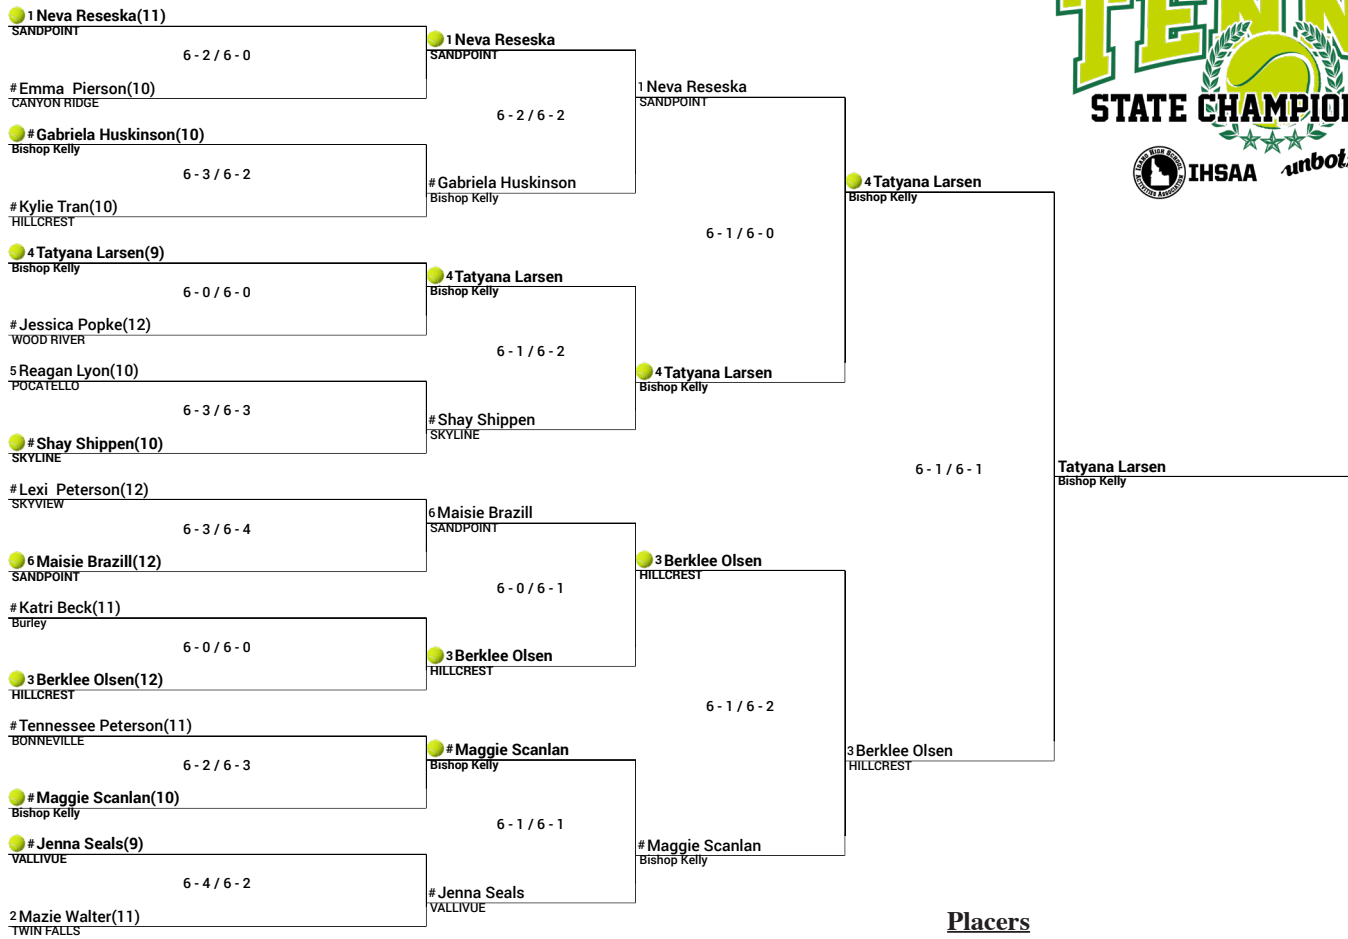 1 Neva Reseska(11)
SANDPOINT
6 - 2 / 6 - 0
# Emma Pierson(10)
CANYON RIDGE
# Gabriela Huskinson(10)
Bishop Kelly
6 - 3 / 6 - 2
# Kylie Tran(10)
HILLCREST
4 Tatyana Larsen(9)
Bishop Kelly
6 - 0 / 6 - 0
# Jessica Popke(12)
WOOD RIVER
5 Reagan Lyon(10)
POCATELLO
6 - 3 / 6 - 3
# Shay Shippen(10)
SKYLINE
# Lexi Peterson(12)
SKYVIEW
6 - 3 / 6 - 4
6 Maisie Brazill(12)
SANDPOINT
# Katri Beck(11)
Burley
6 - 0 / 6 - 0
3 Berklee Olsen(12)
HILLCREST
# Tennessee Peterson(11)
BONNEVILLE
6 - 2 / 6 - 3
# Maggie Scanlan(10)
Bishop Kelly
# Jenna Seals(9)
VALLIVUE
6 - 4 / 6 - 2
2 Mazie Walter(11)
TWIN FALLS
1 Neva Reseska
SANDPOINT
6 - 2 / 6 - 2
# Gabriela Huskinson
Bishop Kelly
4 Tatyana Larsen
Bishop Kelly
6 - 1 / 6 - 2
# Shay Shippen
SKYLINE
6 Maisie Brazill
SANDPOINT
6 - 0 / 6 - 1
3 Berklee Olsen
HILLCREST
# Maggie Scanlan
Bishop Kelly
6 - 1 / 6 - 1
# Jenna Seals
VALLIVUE
1 Neva Reseska
SANDPOINT
6 - 1 / 6 - 0
4 Tatyana Larsen
Bishop Kelly
3 Berklee Olsen
HILLCREST
6 - 1 / 6 - 2
# Maggie Scanlan
Bishop Kelly
4 Tatyana Larsen
Bishop Kelly
6 - 1 / 6 - 1
3 Berklee Olsen
HILLCREST
Tatyana Larsen
Bishop Kelly
TENN
STATE CHAMPIO
IDAHO HIGH SCHOOL
ACTIVITIES ASSOCIATION
IHSAA
unbot
Placers